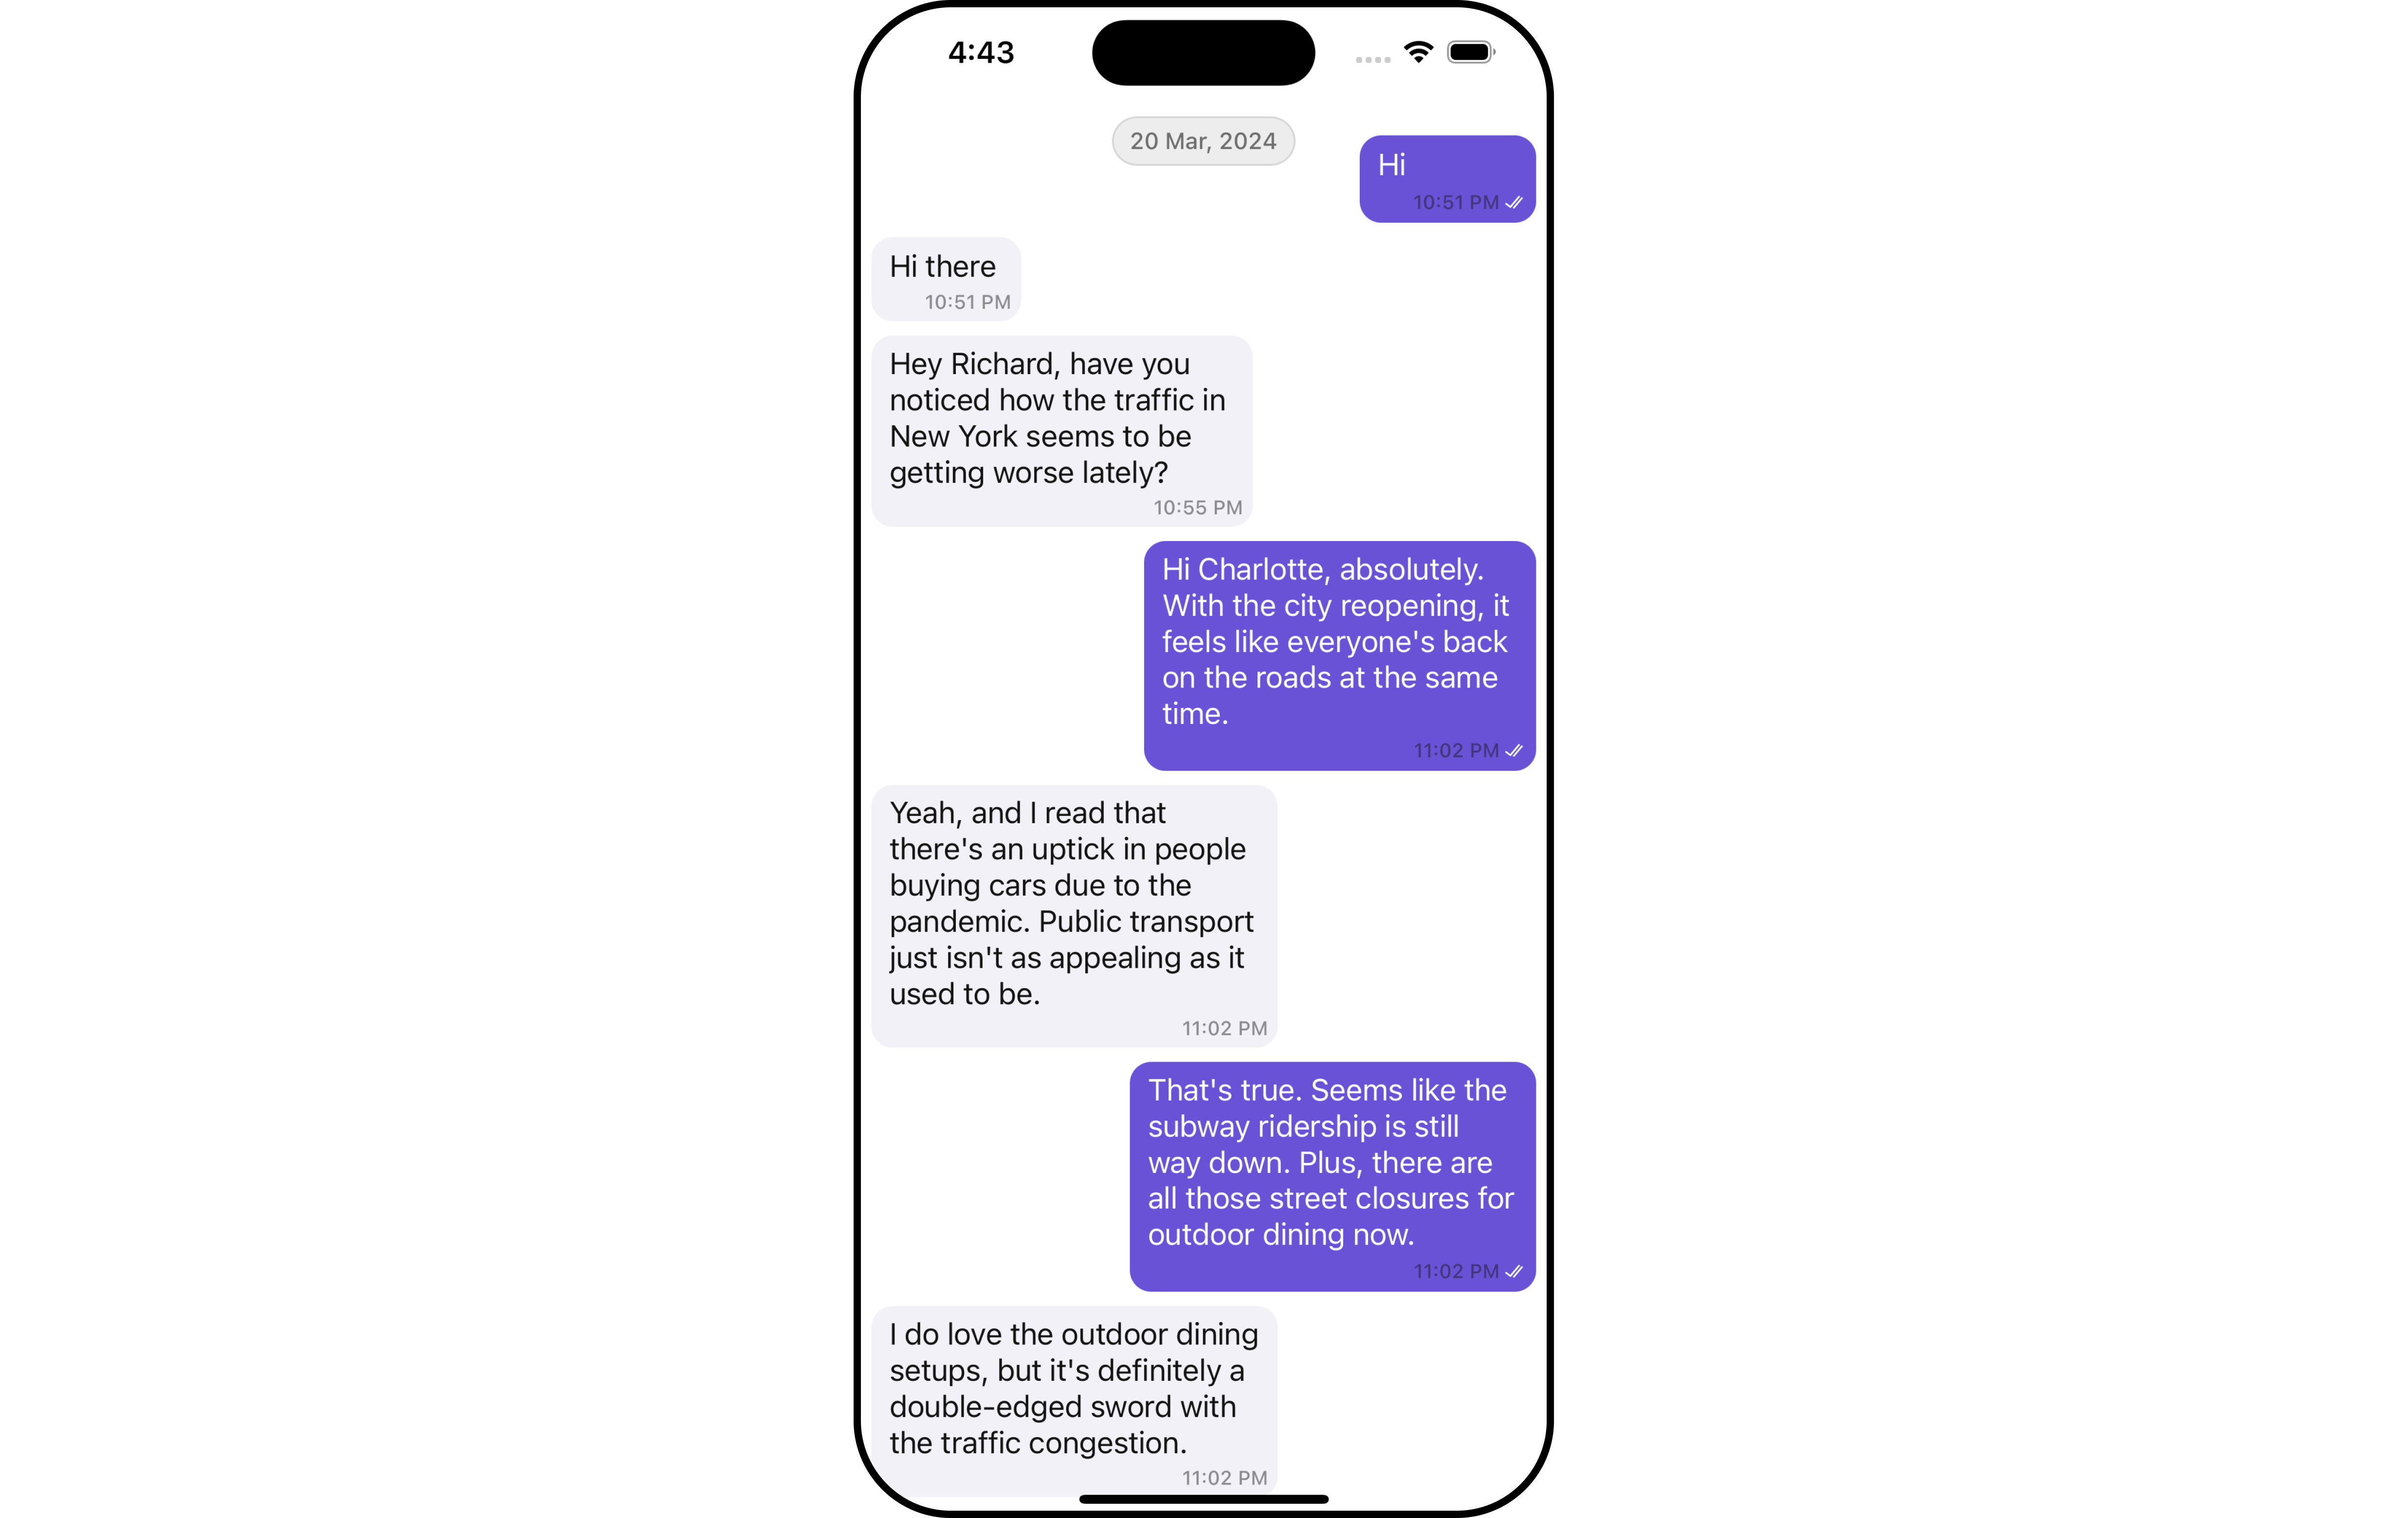 4:43
20 Mar, 2024
Hi
10:51 PM
Hi there
10:51 PM
Hey Richard, have you
noticed how the traffic in
New York seems to be
getting worse lately?
10:55 PM
Hi Charlotte, absolutely.
With the city reopening, it
feels like everyone's back
on the roads at the same
time.
11:02 PM
Yeah, and I read that
there's an uptick in people
buying cars due to the
pandemic. Public transport
just isn't as appealing as it
used to be.
11:02 PM
That's true. Seems like the
subway ridership is still
way down. Plus, there are
all those street closures for
outdoor dining now.
11:02 PM
I do love the outdoor dining
setups, but it's definitely a
double-edged sword with
the traffic congestion.
11:02 PM